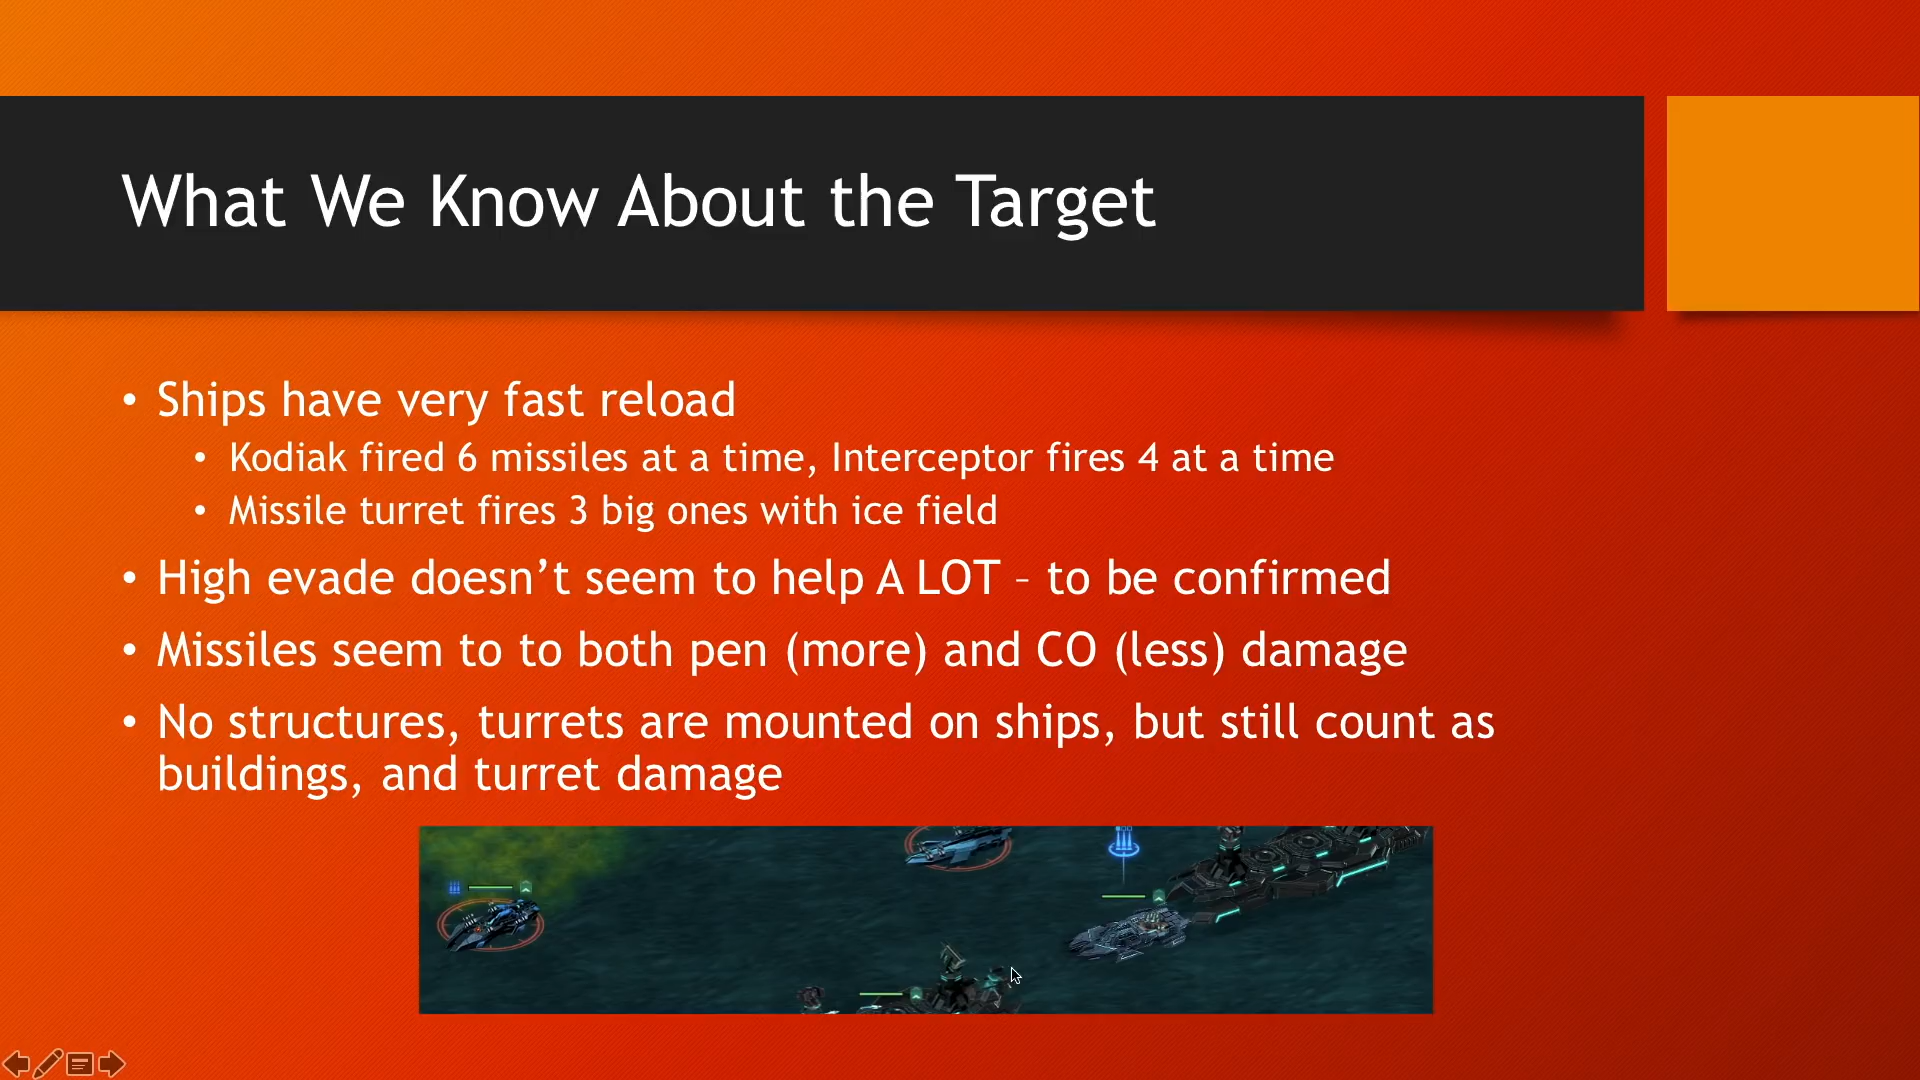 What We Know About the Target
• Ships have very fast reload
• Kodiak fired 6 missiles at a time, Interceptor fires 4 at a time
• Missile turret fires 3 big ones with ice field
• High evade doesn’t seem to help A LOT – to be confirmed
• Missiles seem to to both pen (more) and CO (less) damage
• No structures, turrets are mounted on ships, but still count as
buildings, and turret damage